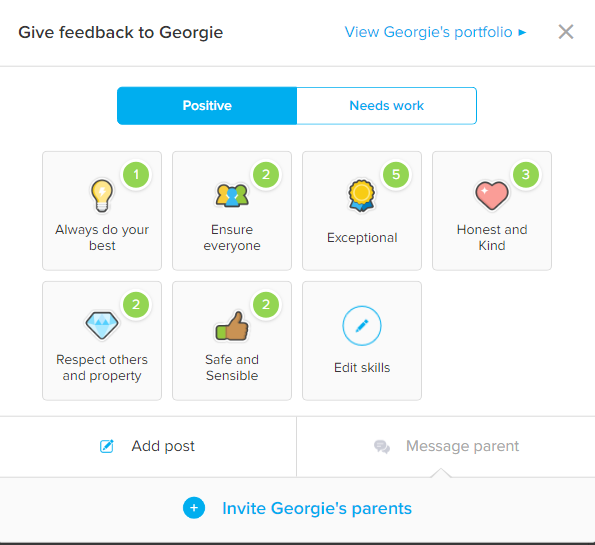 Give feedback to Georgie
View Georgie's portfolio ▸
Positive
Needs work
1
2
5
3
Always do your
best
Ensure
everyone
Exceptional
Honest and
Kind
2
2
Respect others
and property
Safe and
Sensible
Edit skills
Add post
Message parent
Invite Georgie's parents